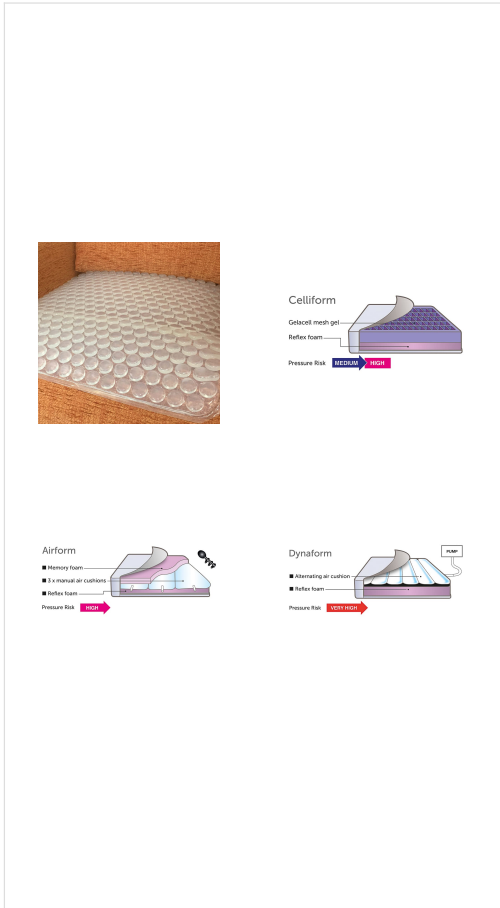 Celliform
Gelacell mesh gel
Reflex foam
Pressure Risk MEDIUM HIGH
Airform
■ Memory foam
■ 3 x manual air cushions
■ Reflex foam
Pressure Risk HIGH
Dynaform
PUMP
■ Alternating air cushion
■ Reflex foam
Pressure Risk VERY HIGH